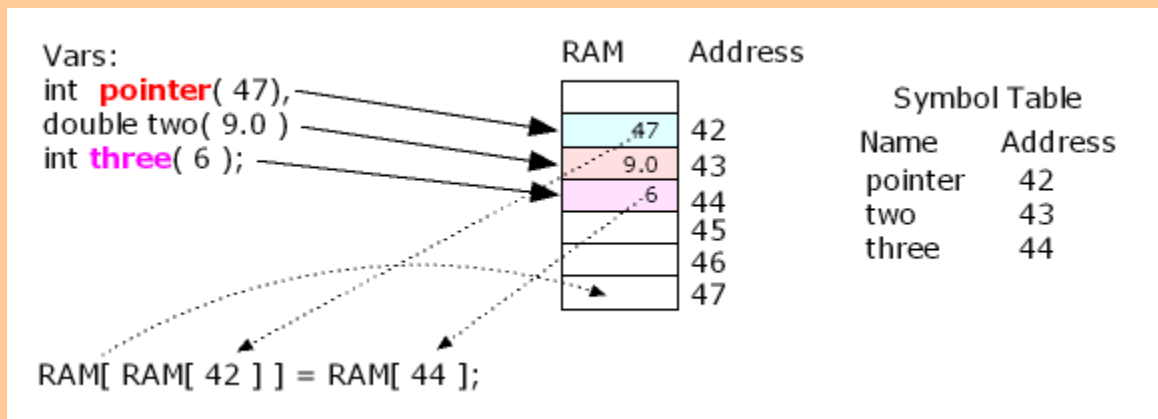 Vars:
int pointer( 47),
double two( 9.0 )
int three( 6 );
RAM Address
47 42
9.0 43
6 44
45
46
47
Symbol Table
Name Address
pointer 42
two 43
three 44
RAM[ RAM[ 42 ] ] = RAM[ 44 ];